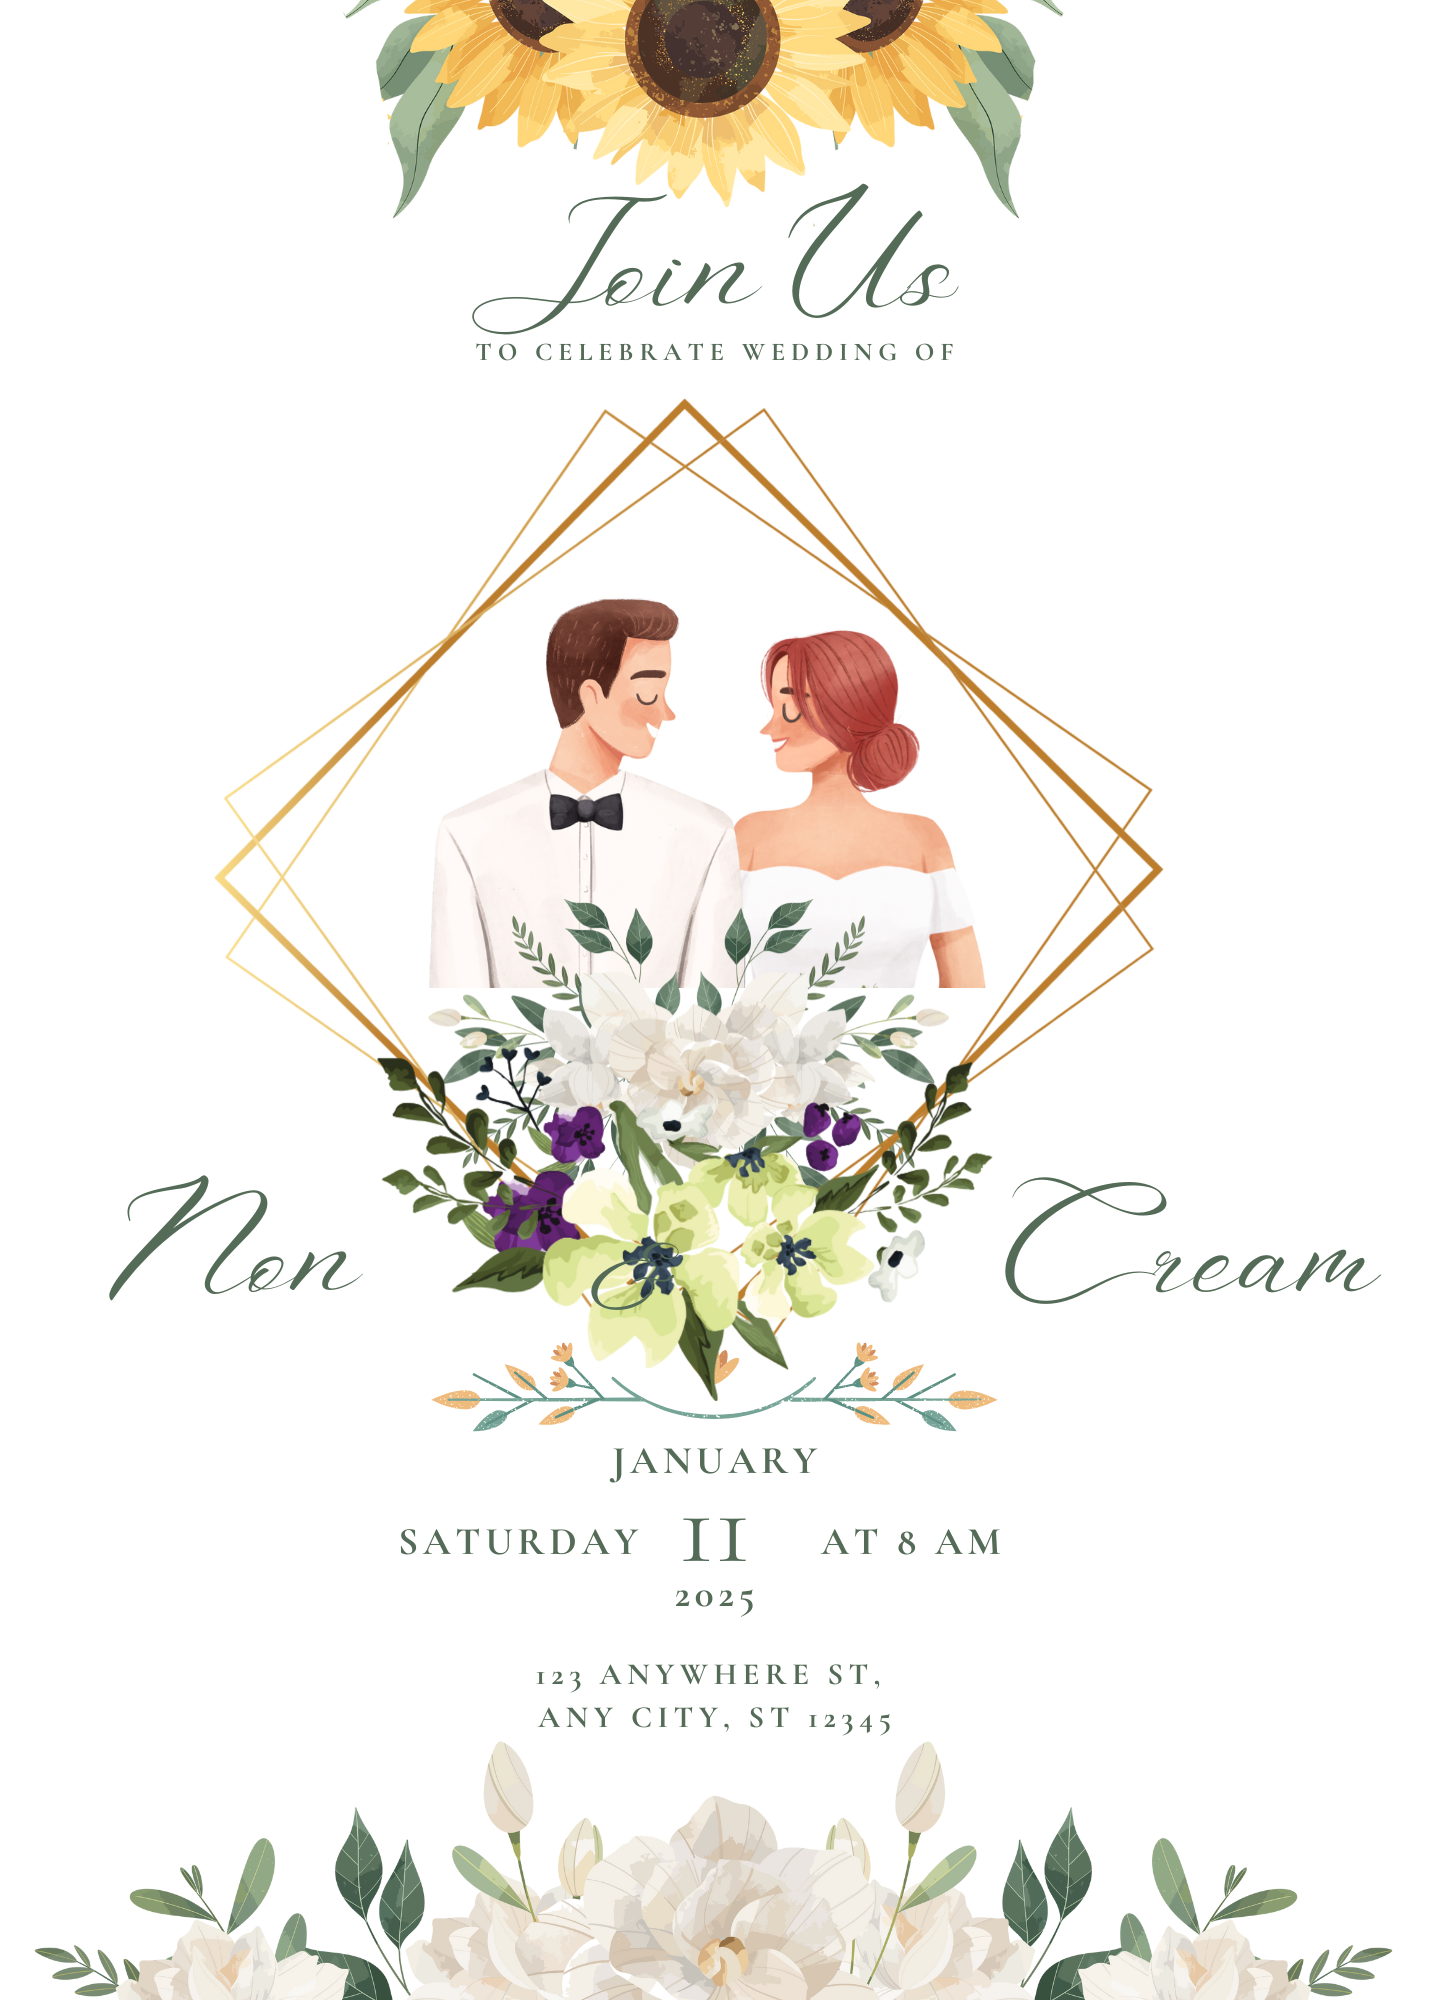 Join Us
TO CELEBRATE WEDDING OF
Non
Cream
JANUARY
SATURDAY 11 AT 8 AM
2025
123 ANYWHERE ST,
ANY CITY, ST 12345